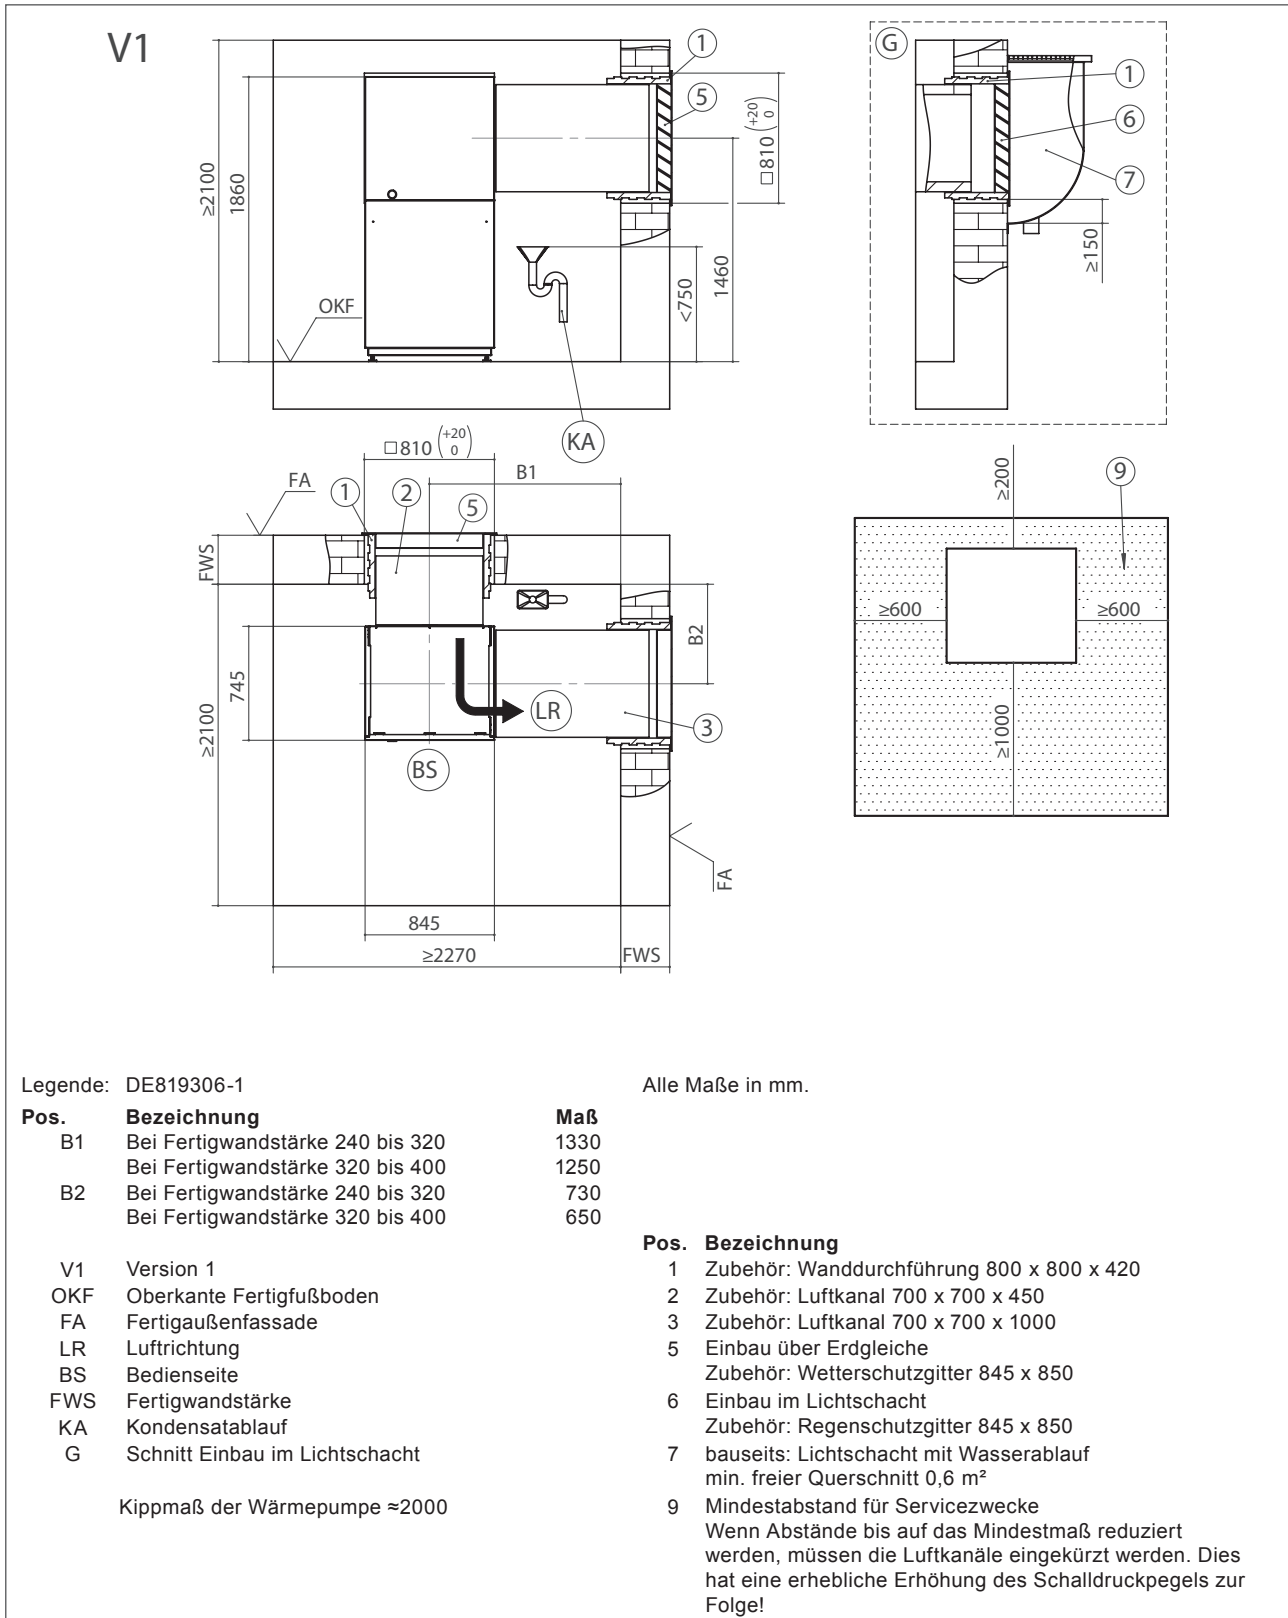 V1
≥2100
1860
OKF
1
5
□810 (+20 0)
1460
<750
KA
G
1
6
7
≥150
□810 (+20 0)
B1
FA
1
2
5
FWS
B2
745
≥2100
LR
3
BS
FA
845
≥2270
FWS
≥200
9
≥600
≥600
≥1000
Legende: DE819306-1
Alle Maße in mm.
Pos. Bezeichnung Maß
B1 Bei Fertigwandstärke 240 bis 320 1330
Bei Fertigwandstärke 320 bis 400 1250
B2 Bei Fertigwandstärke 240 bis 320 730
Bei Fertigwandstärke 320 bis 400 650
V1 Version 1
OKF Oberkante Fertigfußboden
FA Fertigaußenfassade
LR Luftrichtung
BS Bedienseite
FWS Fertigwandstärke
KA Kondensatablauf
G Schnitt Einbau im Lichtschacht
Kippmaß der Wärmepumpe ≈2000
Pos. Bezeichnung
1 Zubehör: Wanddurchführung 800 x 800 x 420
2 Zubehör: Luftkanal 700 x 700 x 450
3 Zubehör: Luftkanal 700 x 700 x 1000
5 Einbau über Erdgleiche
Zubehör: Wetterschutzgitter 845 x 850
6 Einbau im Lichtschacht
Zubehör: Regenschutzgitter 845 x 850
7 bauseits: Lichtschacht mit Wasserablauf
min. freier Querschnitt 0,6 m²
9 Mindestabstand für Servicezwecke
Wenn Abstände bis auf das Mindestmaß reduziert
werden, müssen die Luftkanäle eingekürzt werden. Dies
hat eine erhebliche Erhöhung des Schalldruckpegels zur
Folge!